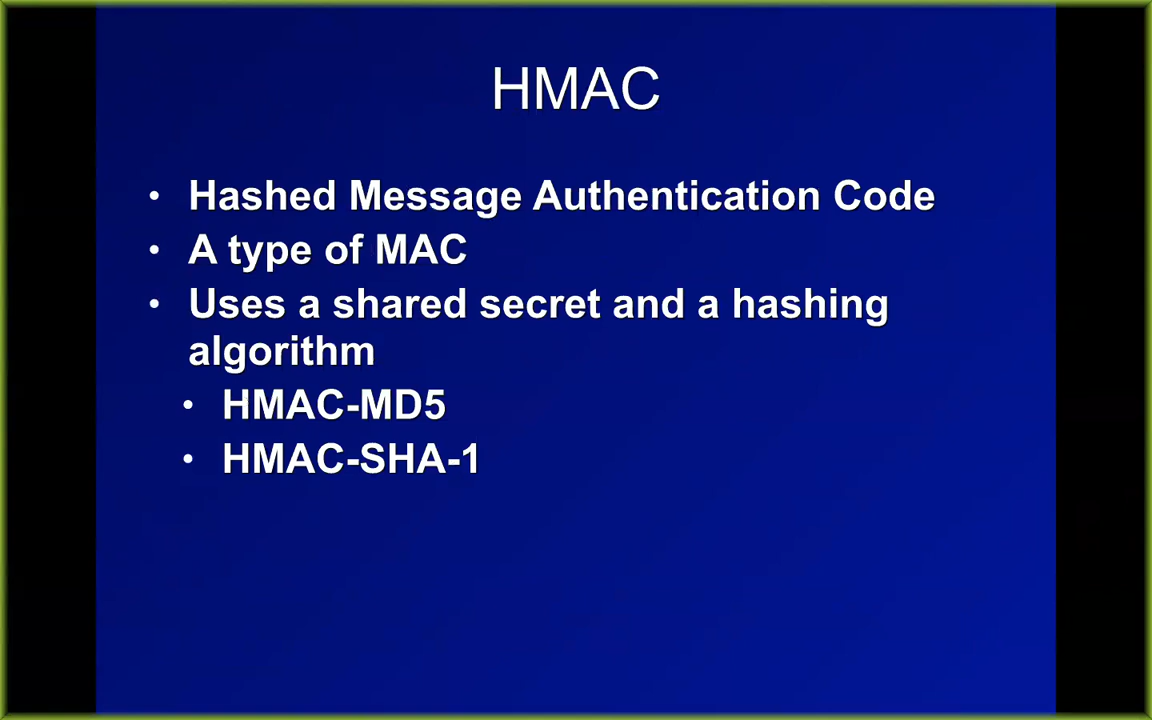 HMAC
• Hashed Message Authentication Code
• A type of MAC
• Uses a shared secret and a hashing
algorithm
• HMAC-MD5
• HMAC-SHA-1